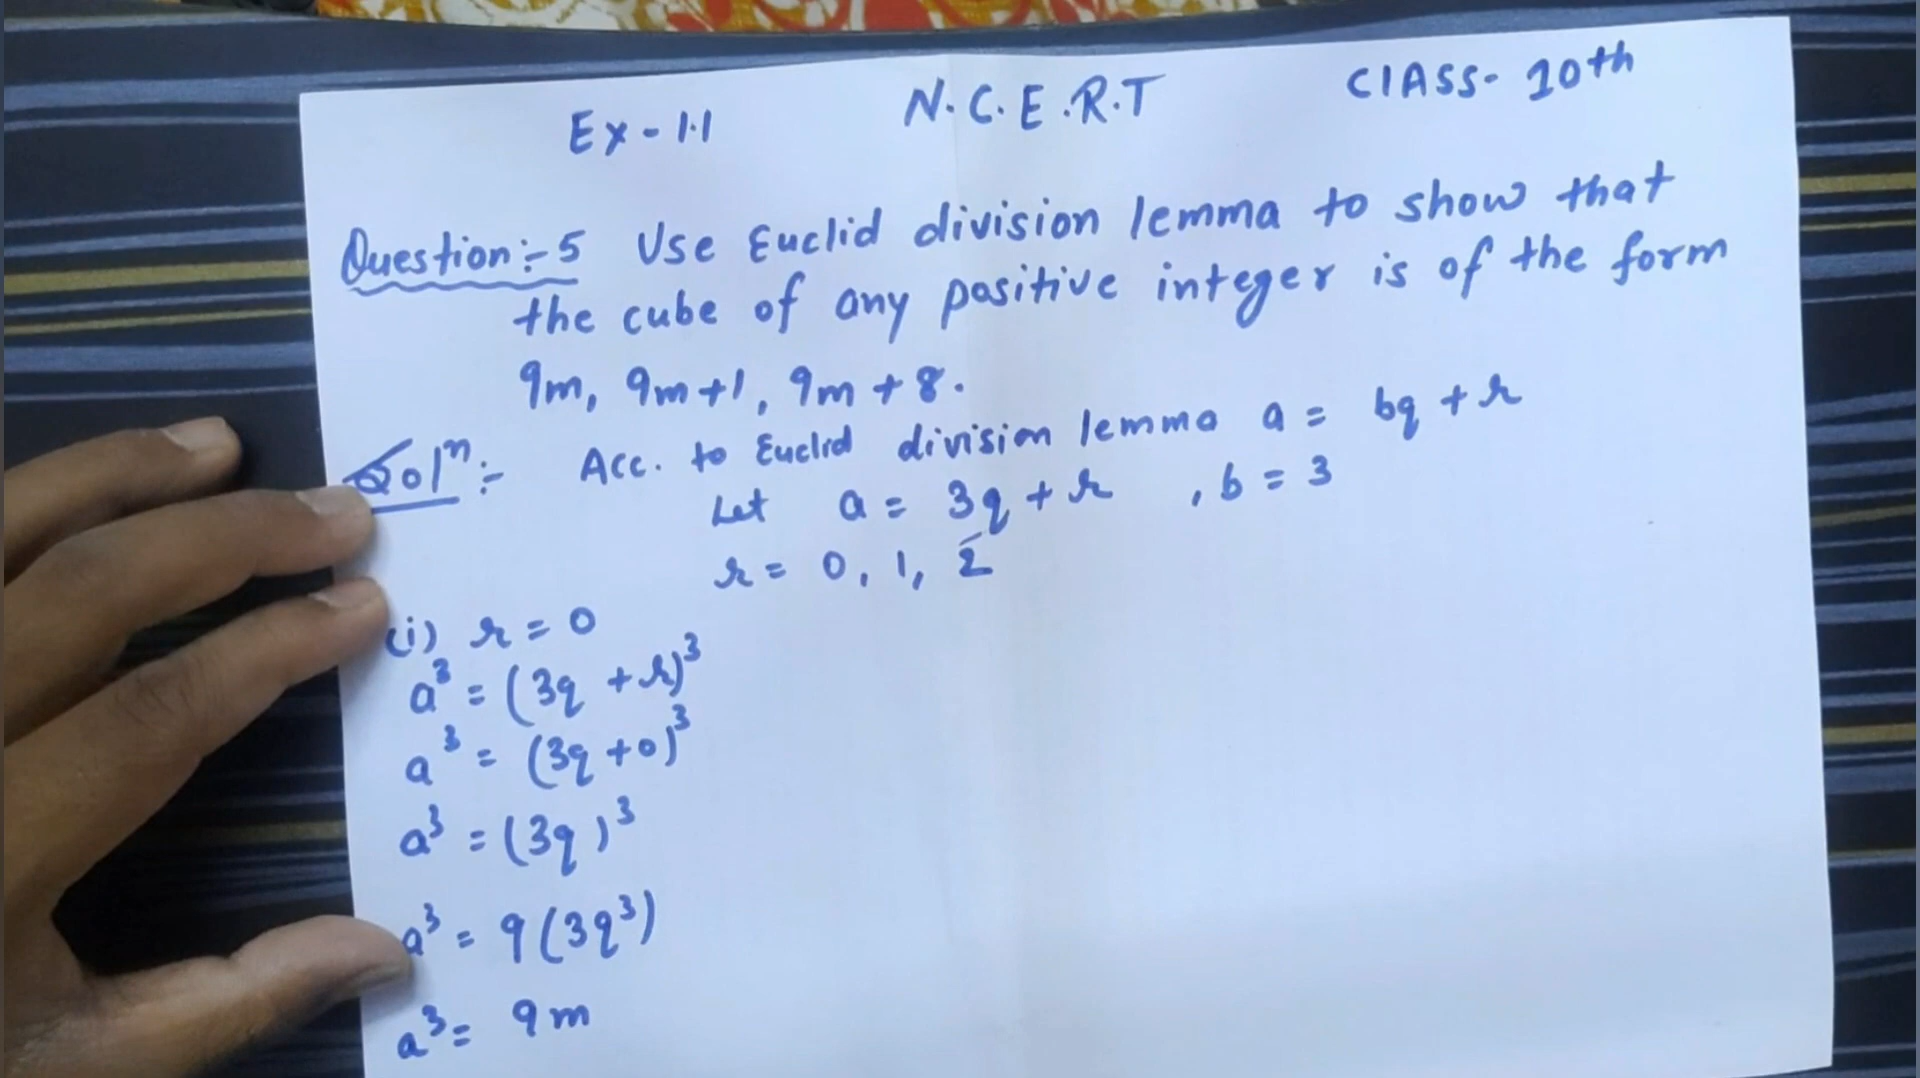 Ex-1.1 N.C.E.R.T ClASS- 10th
Question:-5 Use Euclid division lemma to show that
the cube of any positive integer is of the form
9m, 9m+1, 9m+8.
Solⁿ:- Acc. to Euclid division lemma a = bq + r
Let a = 3q + r , b = 3
r = 0, 1, 2
(i) r = 0
a³ = (3q + r)³
a³ = (3q + 0)³
a³ = (3q)³
a³ = 9(3q³)
a³ = 9m